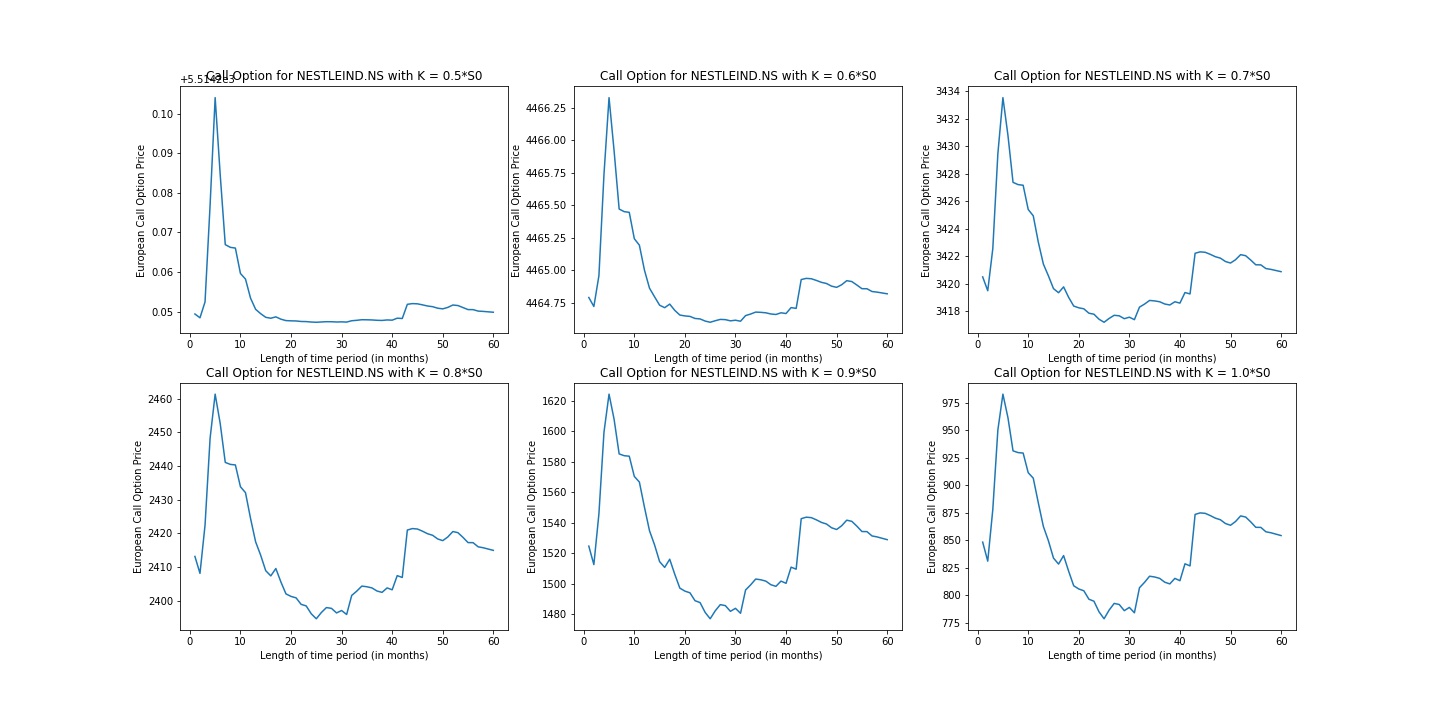 +5.5142e3
Call Option for NESTLEIND.NS with K = 0.5*S0
European Call Option Price
0.10
0.09
0.08
0.07
0.06
0.05
0 10 20 30 40 50 60
Length of time period (in months)
Call Option for NESTLEIND.NS with K = 0.6*S0
European Call Option Price
4466.25
4466.00
4465.75
4465.50
4465.25
4465.00
4464.75
0 10 20 30 40 50 60
Length of time period (in months)
Call Option for NESTLEIND.NS with K = 0.7*S0
European Call Option Price
3434
3432
3430
3428
3426
3424
3422
3420
3418
0 10 20 30 40 50 60
Length of time period (in months)
Call Option for NESTLEIND.NS with K = 0.8*S0
European Call Option Price
2460
2450
2440
2430
2420
2410
2400
0 10 20 30 40 50 60
Length of time period (in months)
Call Option for NESTLEIND.NS with K = 0.9*S0
European Call Option Price
1620
1600
1580
1560
1540
1520
1500
1480
0 10 20 30 40 50 60
Length of time period (in months)
Call Option for NESTLEIND.NS with K = 1.0*S0
European Call Option Price
975
950
925
900
875
850
825
800
775
0 10 20 30 40 50 60
Length of time period (in months)